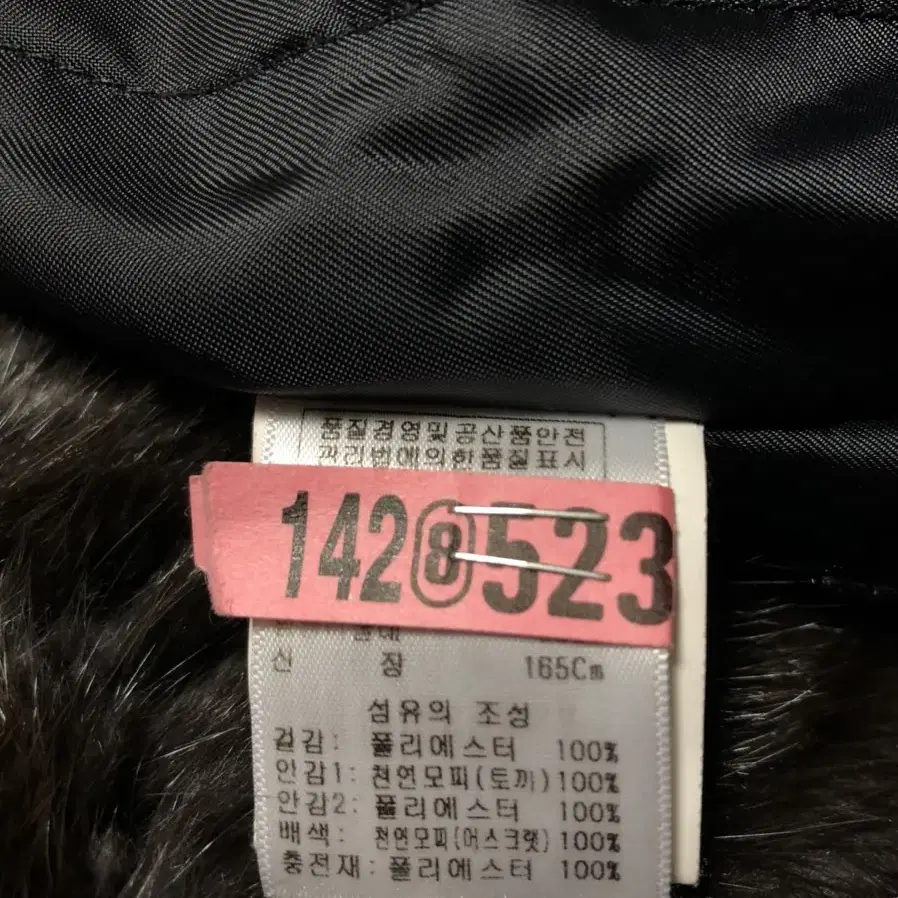 품질경영및공산품안전
관리법에의한품질표시
142 8 523
신 장 165Cm
섬유의 조성
겉감: 폴리에스터 100%
안감1: 천연모피(토끼)100%
안감2: 폴리에스터 100%
배색: 천연모피(머스크랫)100%
충전재: 폴리에스터 100%